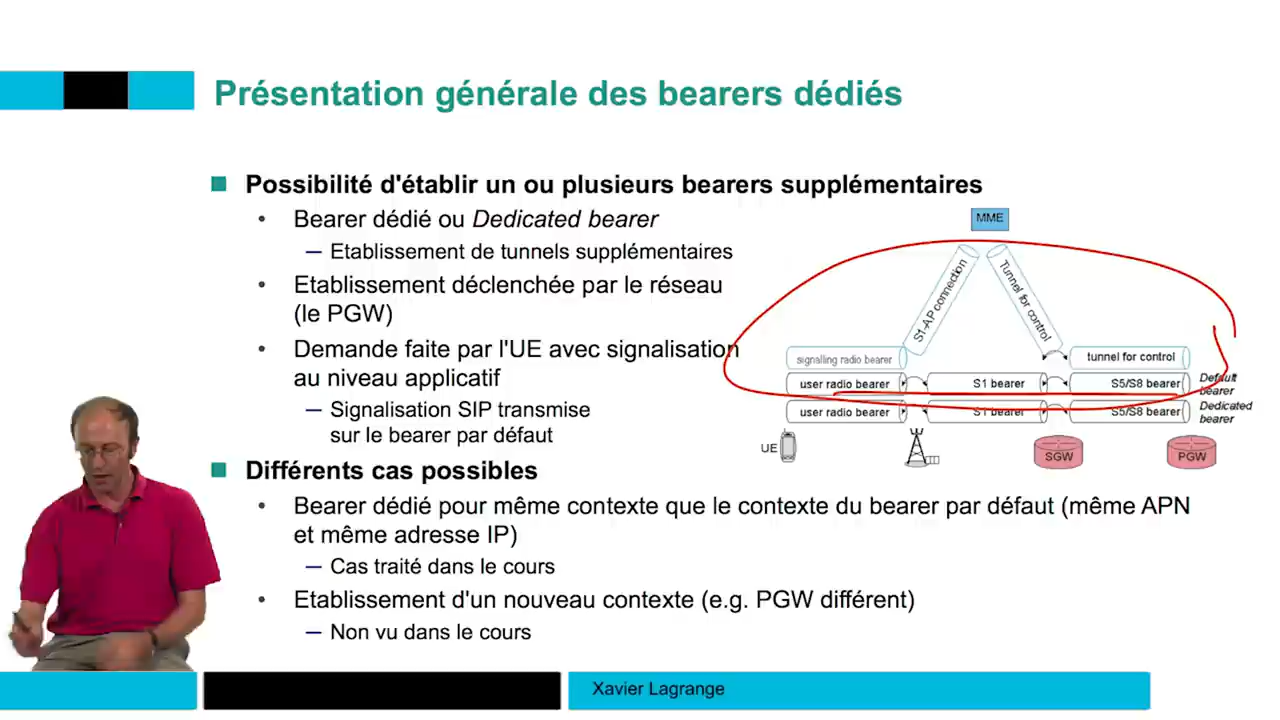 Présentation générale des bearers dédiés
Possibilité d'établir un ou plusieurs bearers supplémentaires
• Bearer dédié ou Dedicated bearer
— Etablissement de tunnels supplémentaires
• Etablissement déclenchée par le réseau
(le PGW)
• Demande faite par l'UE avec signalisation
au niveau applicatif
— Signalisation SIP transmise
sur le bearer par défaut
MME
S1-AP connection
Tunnel for control
signalling radio bearer
tunnel for control
user radio bearer
S1 bearer
S5/S8 bearer
Default
bearer
user radio bearer
S1 bearer
S5/S8 bearer
Dedicated
bearer
UE
SGW
PGW
Différents cas possibles
• Bearer dédié pour même contexte que le contexte du bearer par défaut (même APN
et même adresse IP)
— Cas traité dans le cours
• Etablissement d'un nouveau contexte (e.g. PGW différent)
— Non vu dans le cours
Xavier Lagrange